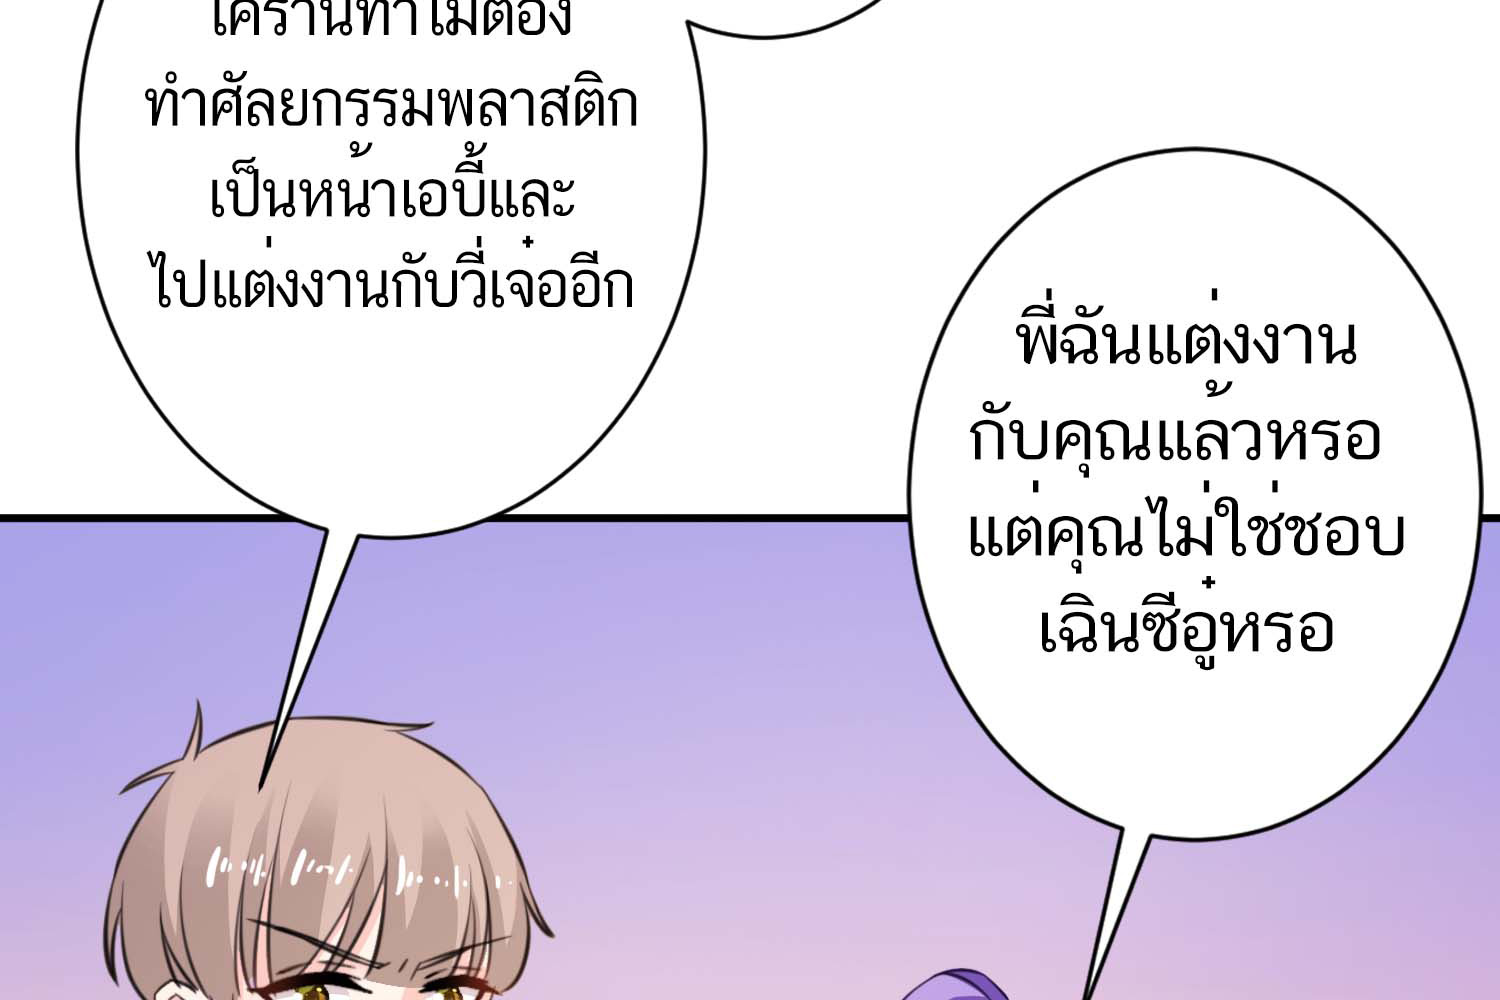 เครานทำไมต้อง
ทำศัลยกรรมพลาสติก
เป็นหน้าเอบี้และ
ไปแต่งงานกับวี่เจ๋ออีก
พี่ฉันแต่งงาน
กับคุณแล้วหรอ
แต่คุณไม่ใช่ชอบ
เฉินซีอู๋หรอ